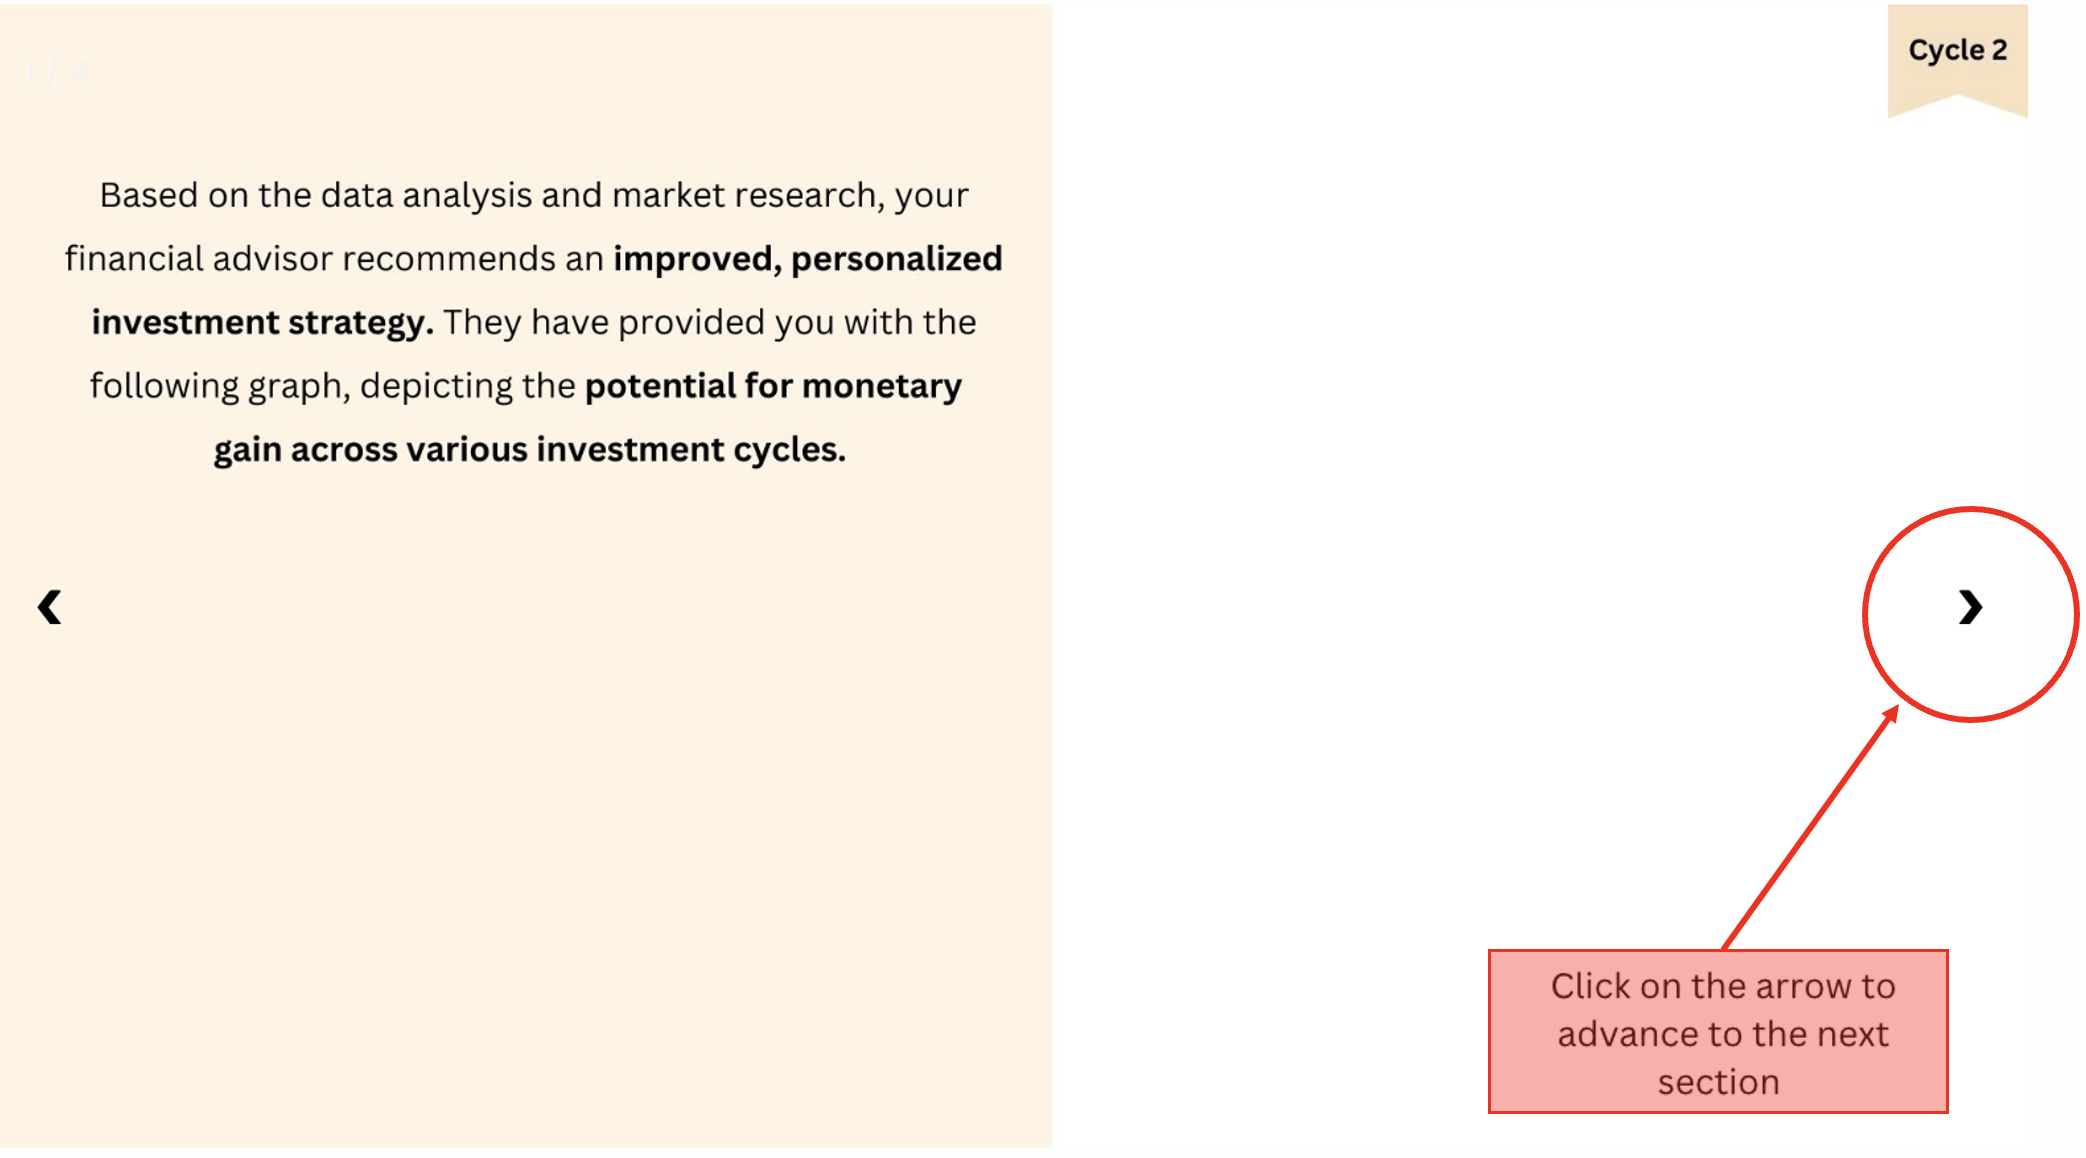 1 / 4
Cycle 2
Based on the data analysis and market research, your
financial advisor recommends an improved, personalized
investment strategy. They have provided you with the
following graph, depicting the potential for monetary
gain across various investment cycles.
Click on the arrow to
advance to the next
section